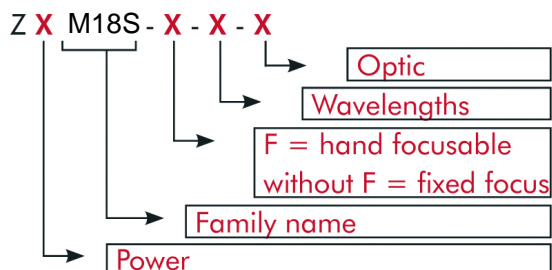 Z X M18S - X - X - X
Optic
Wavelengths
F = hand focusable
without F = fixed focus
Family name
Power